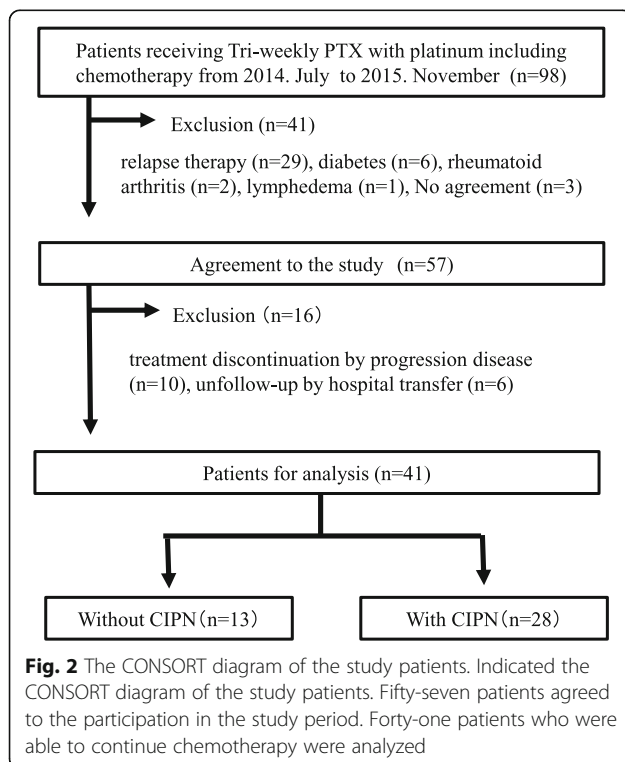 Patients receiving Tri-weekly PTX with platinum including
chemotherapy from 2014. July to 2015. November (n=98)
Exclusion (n=41)
relapse therapy (n=29), diabetes (n=6), rheumatoid
arthritis (n=2), lymphedema (n=1), No agreement (n=3)
Agreement to the study (n=57)
Exclusion（n=16）
treatment discontinuation by progression disease
(n=10), unfollow-up by hospital transfer (n=6)
Patients for analysis (n=41)
Without CIPN（n=13）
With CIPN（n=28）
Fig. 2 The CONSORT diagram of the study patients. Indicated the
CONSORT diagram of the study patients. Fifty-seven patients agreed
to the participation in the study period. Forty-one patients who were
able to continue chemotherapy were analyzed